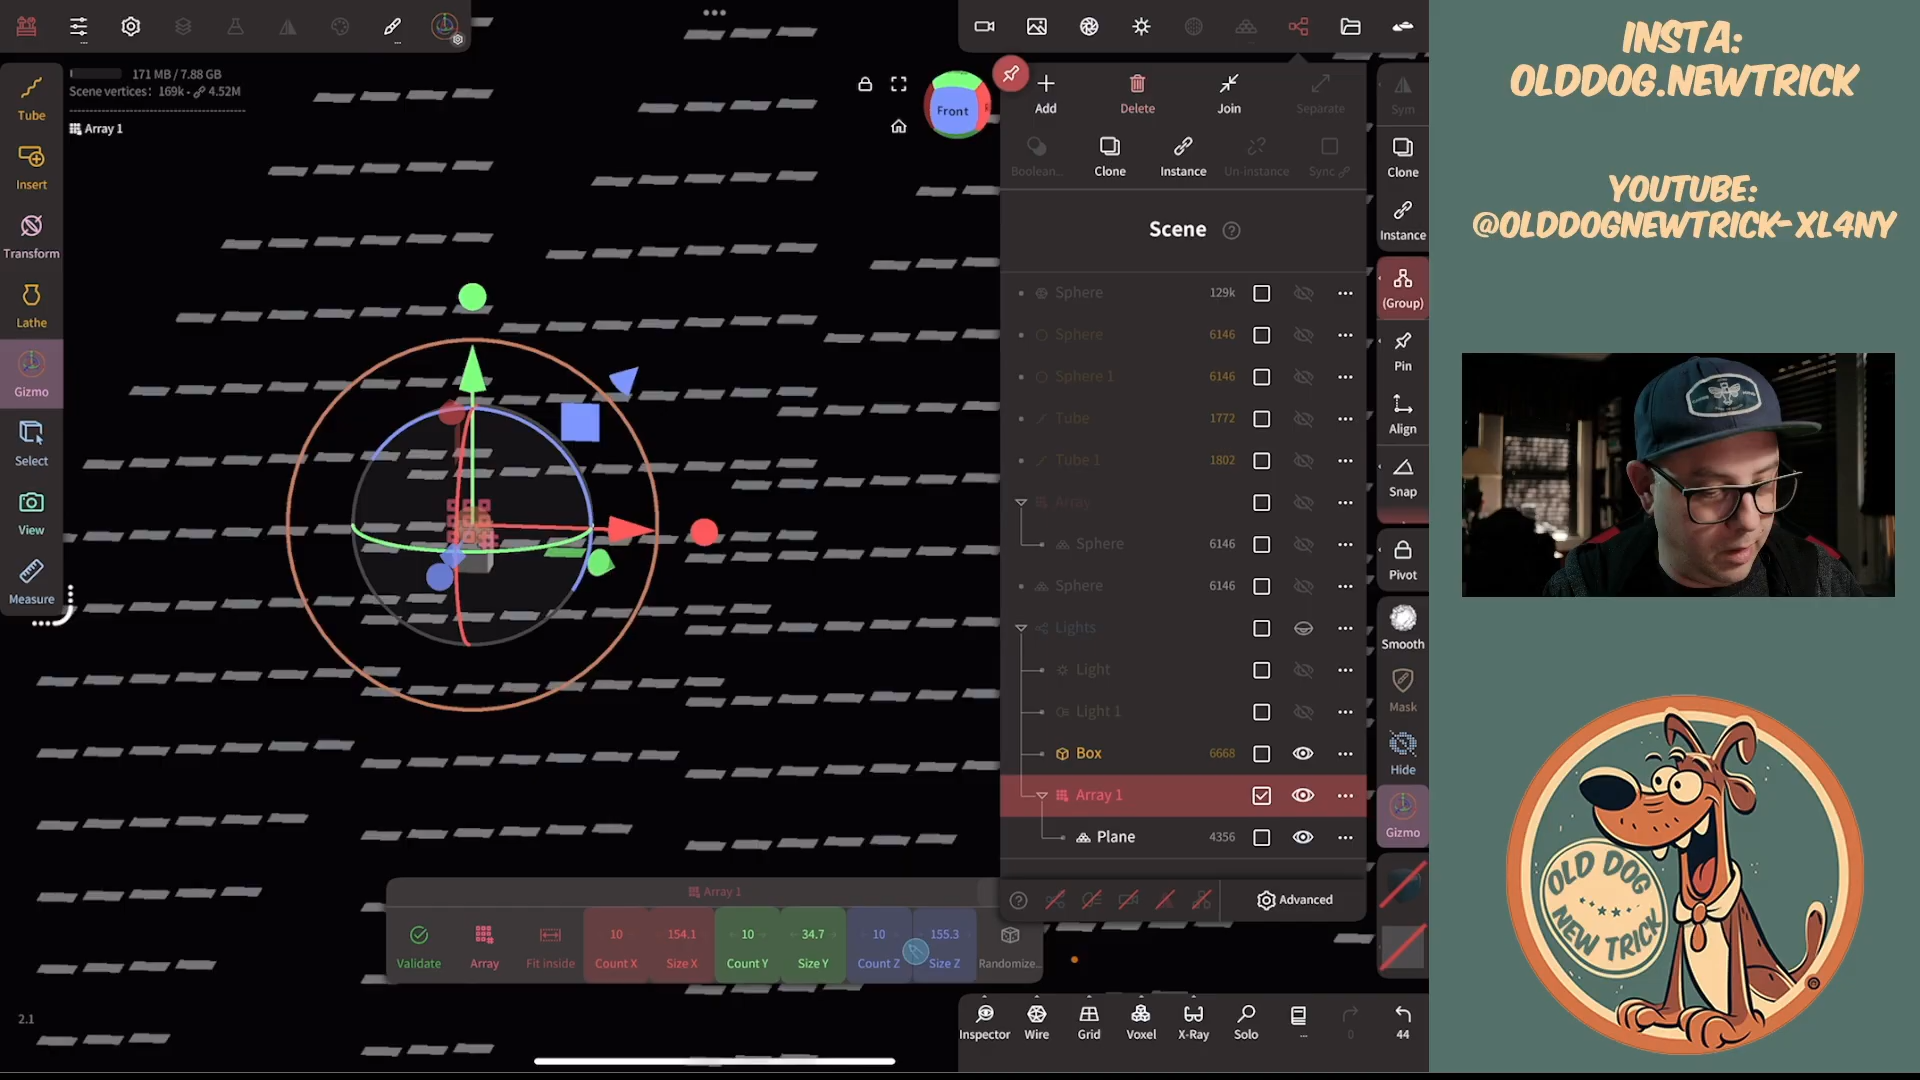 171 MB / 7.88 GB
Scene vertices: 169k - 4.52M
Array 1
Tube
Insert
Transform
Lathe
Gizmo
Select
View
Measure
2.1
Front
Add
Delete
Join
Separate
Boolean..
Clone
Instance
Un-instance
Sync
Scene
Sphere 129k
Sphere 6146
Sphere 1 6146
Tube 1772
Tube 1 1802
Array
Sphere 6146
Sphere 6146
Lights
Light
Light 1
Box 6668
Array 1
Plane 4356
Advanced
Array 1
Validate
Array
Fit inside
10
Count X
154.1
Size X
10
Count Y
34.7
Size Y
10
Count Z
155.3
Size Z
Randomize..
Inspector
Wire
Grid
Voxel
X-Ray
Solo
...
0
44
Sym
Clone
Instance
(Group)
Pin
Align
Snap
Pivot
Smooth
Mask
Hide
Gizmo
INSTA:
OLDDOG.NEWTRICK
YOUTUBE:
@OLDDOGNEWTRICK-XL4NY
OLD DOG
NEW TRICK